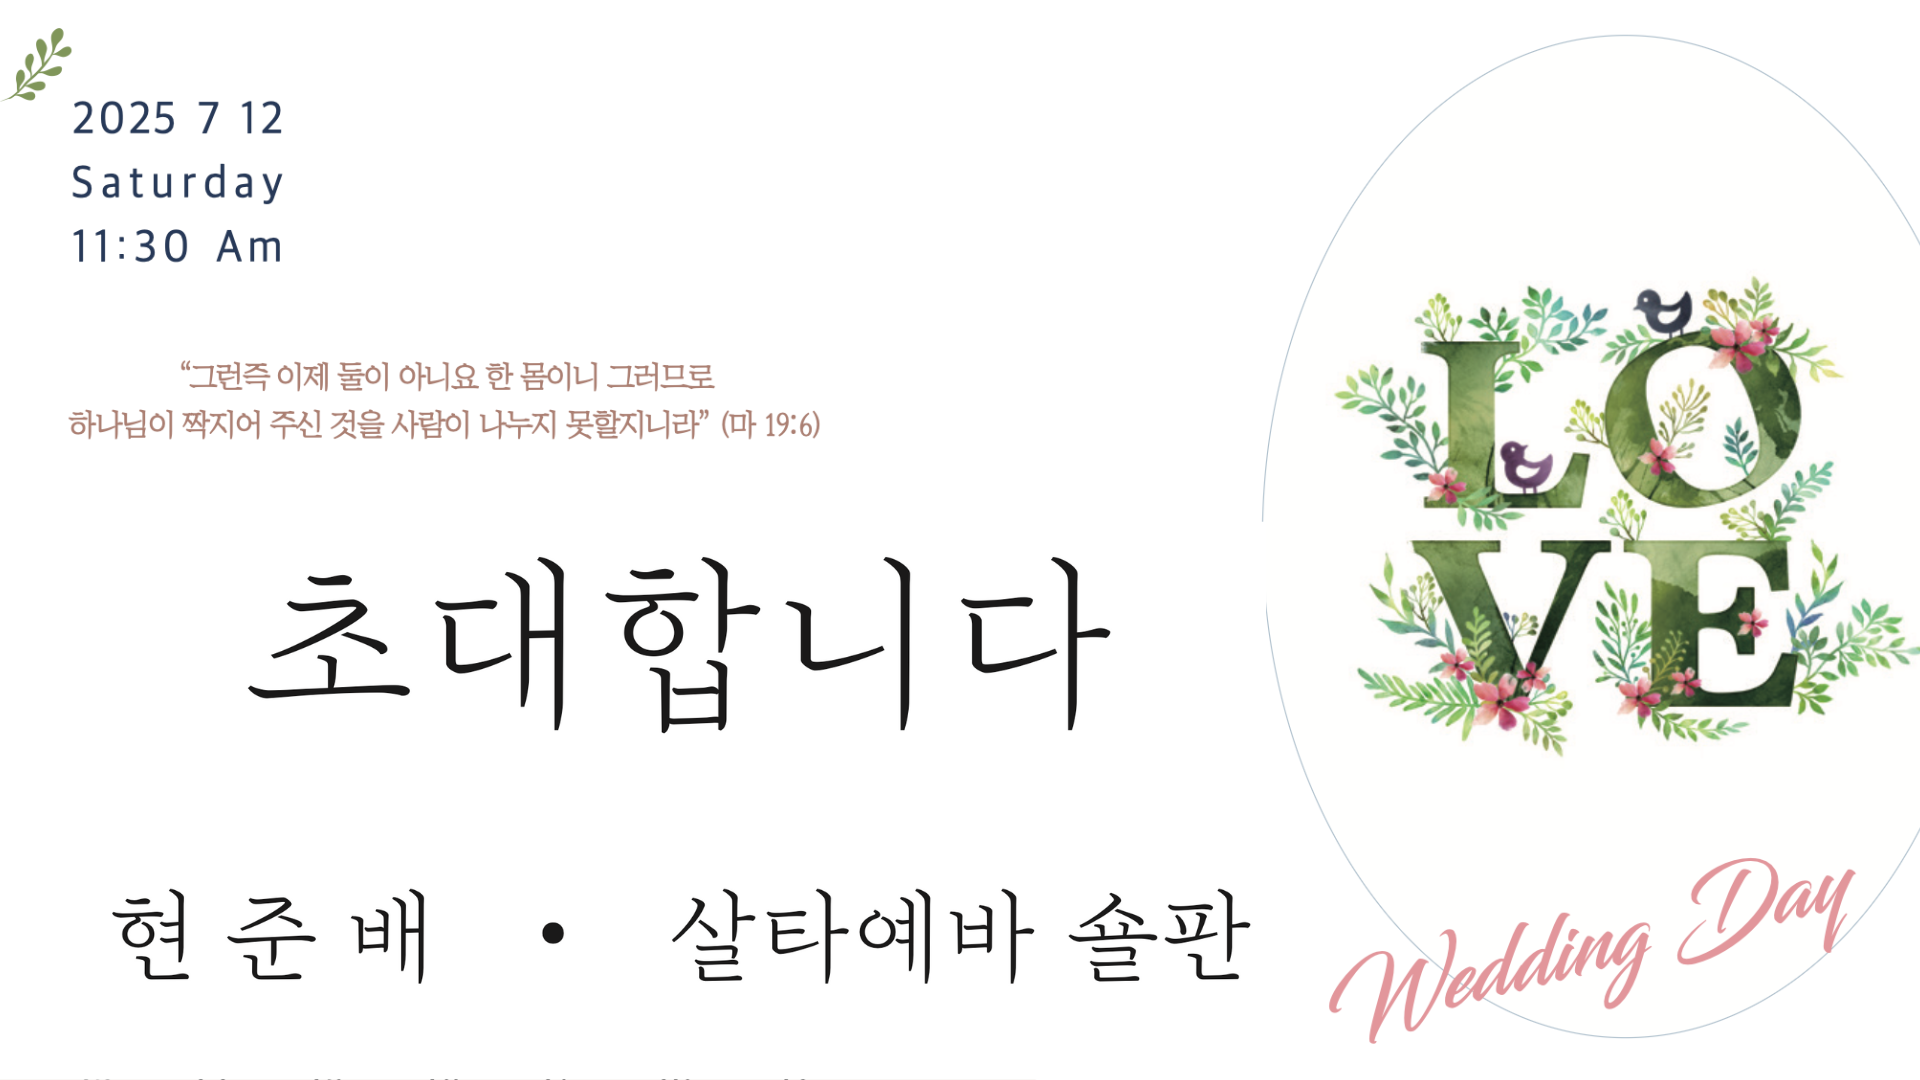 2025 7 12
Saturday
11:30 Am
“그런즉 이제 둘이 아니요 한 몸이니 그러므로
하나님이 짝지어 주신 것을 사람이 나누지 못할지니라” (마 19:6)
초대합니다
현 준 배 • 살타예바 숄판
LO
VE
Wedding Day